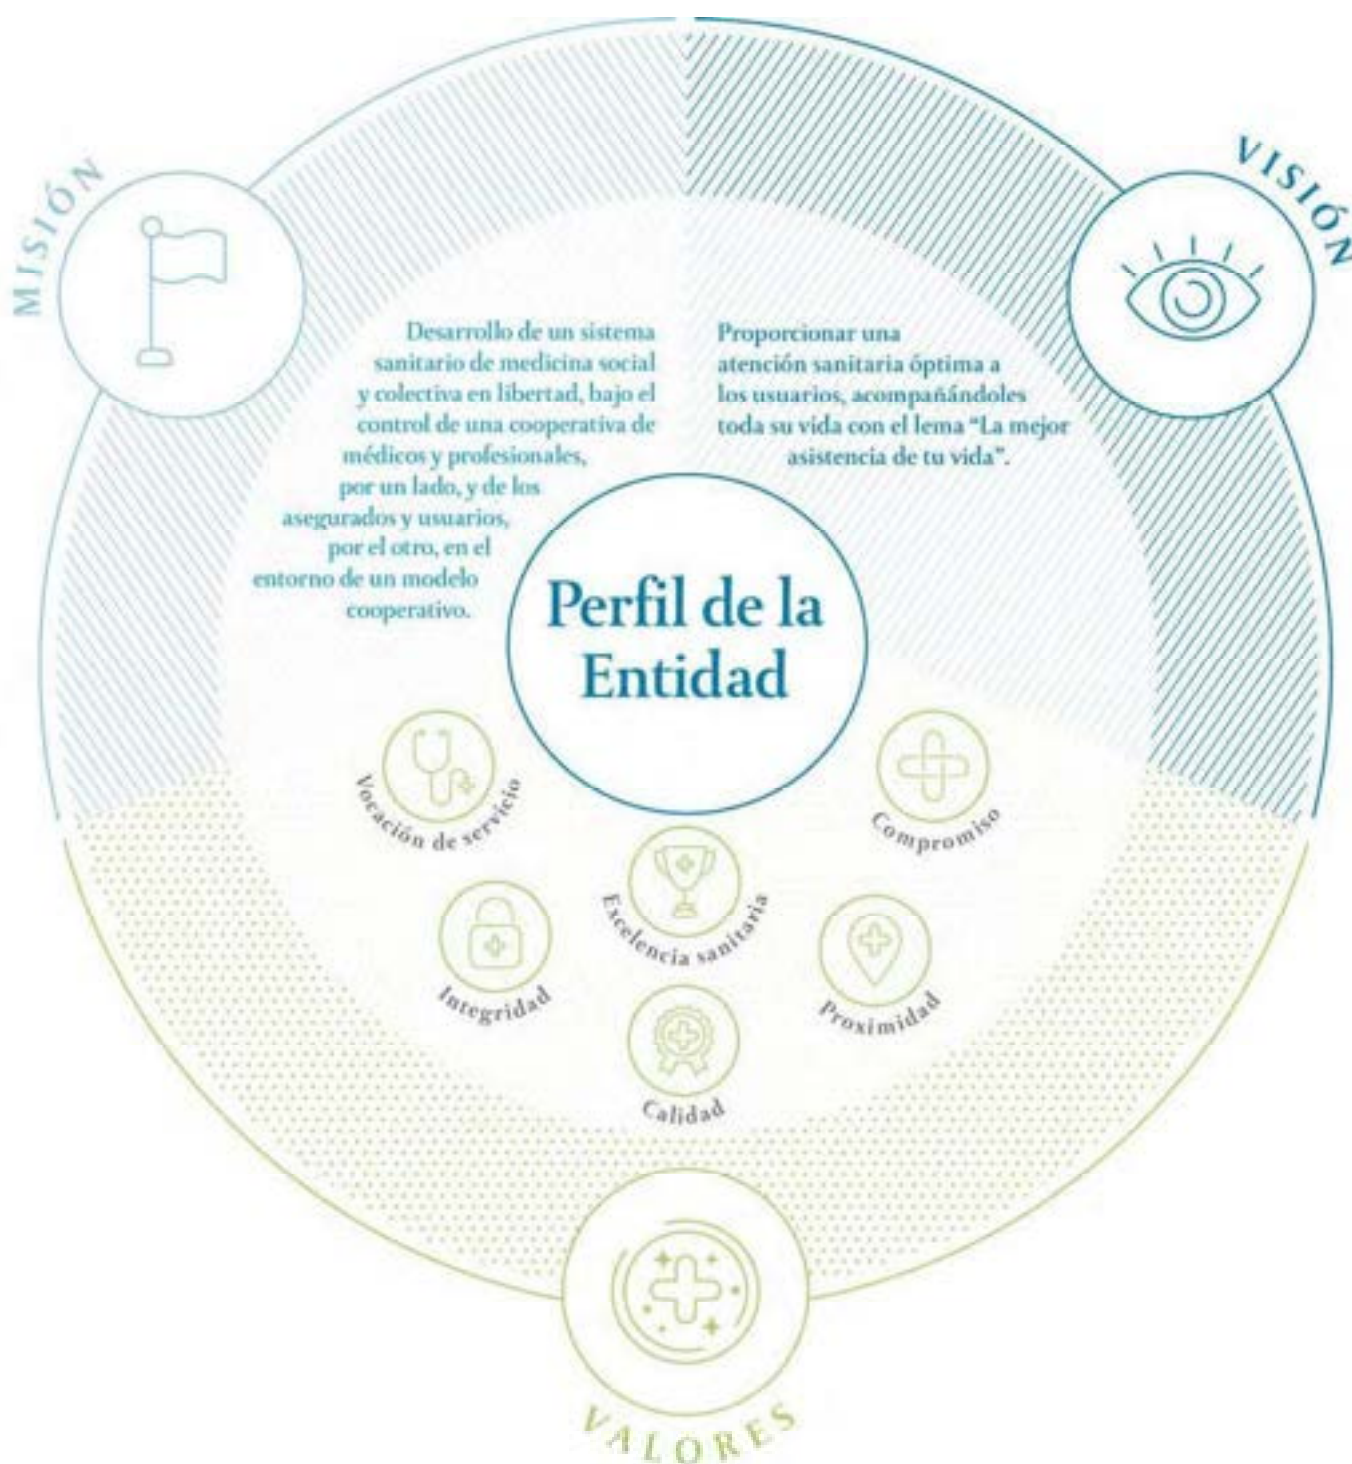 MISIÓN
Desarrollo de un sistema
sanitario de medicina social
y colectiva en libertad, bajo el
control de una cooperativa de
médicos y profesionales,
por un lado, y de los
asegurados y usuarios,
por el otro, en el
entorno de un modelo
cooperativo.
VISIÓN
Proporcionar una
atención sanitaria óptima a
los usuarios, acompañándoles
toda su vida con el lema “La mejor
asistencia de tu vida”.
Perfil de la
Entidad
Vocación de servicio
Excelencia sanitaria
Compromiso
Integridad
Calidad
Proximidad
VALORES